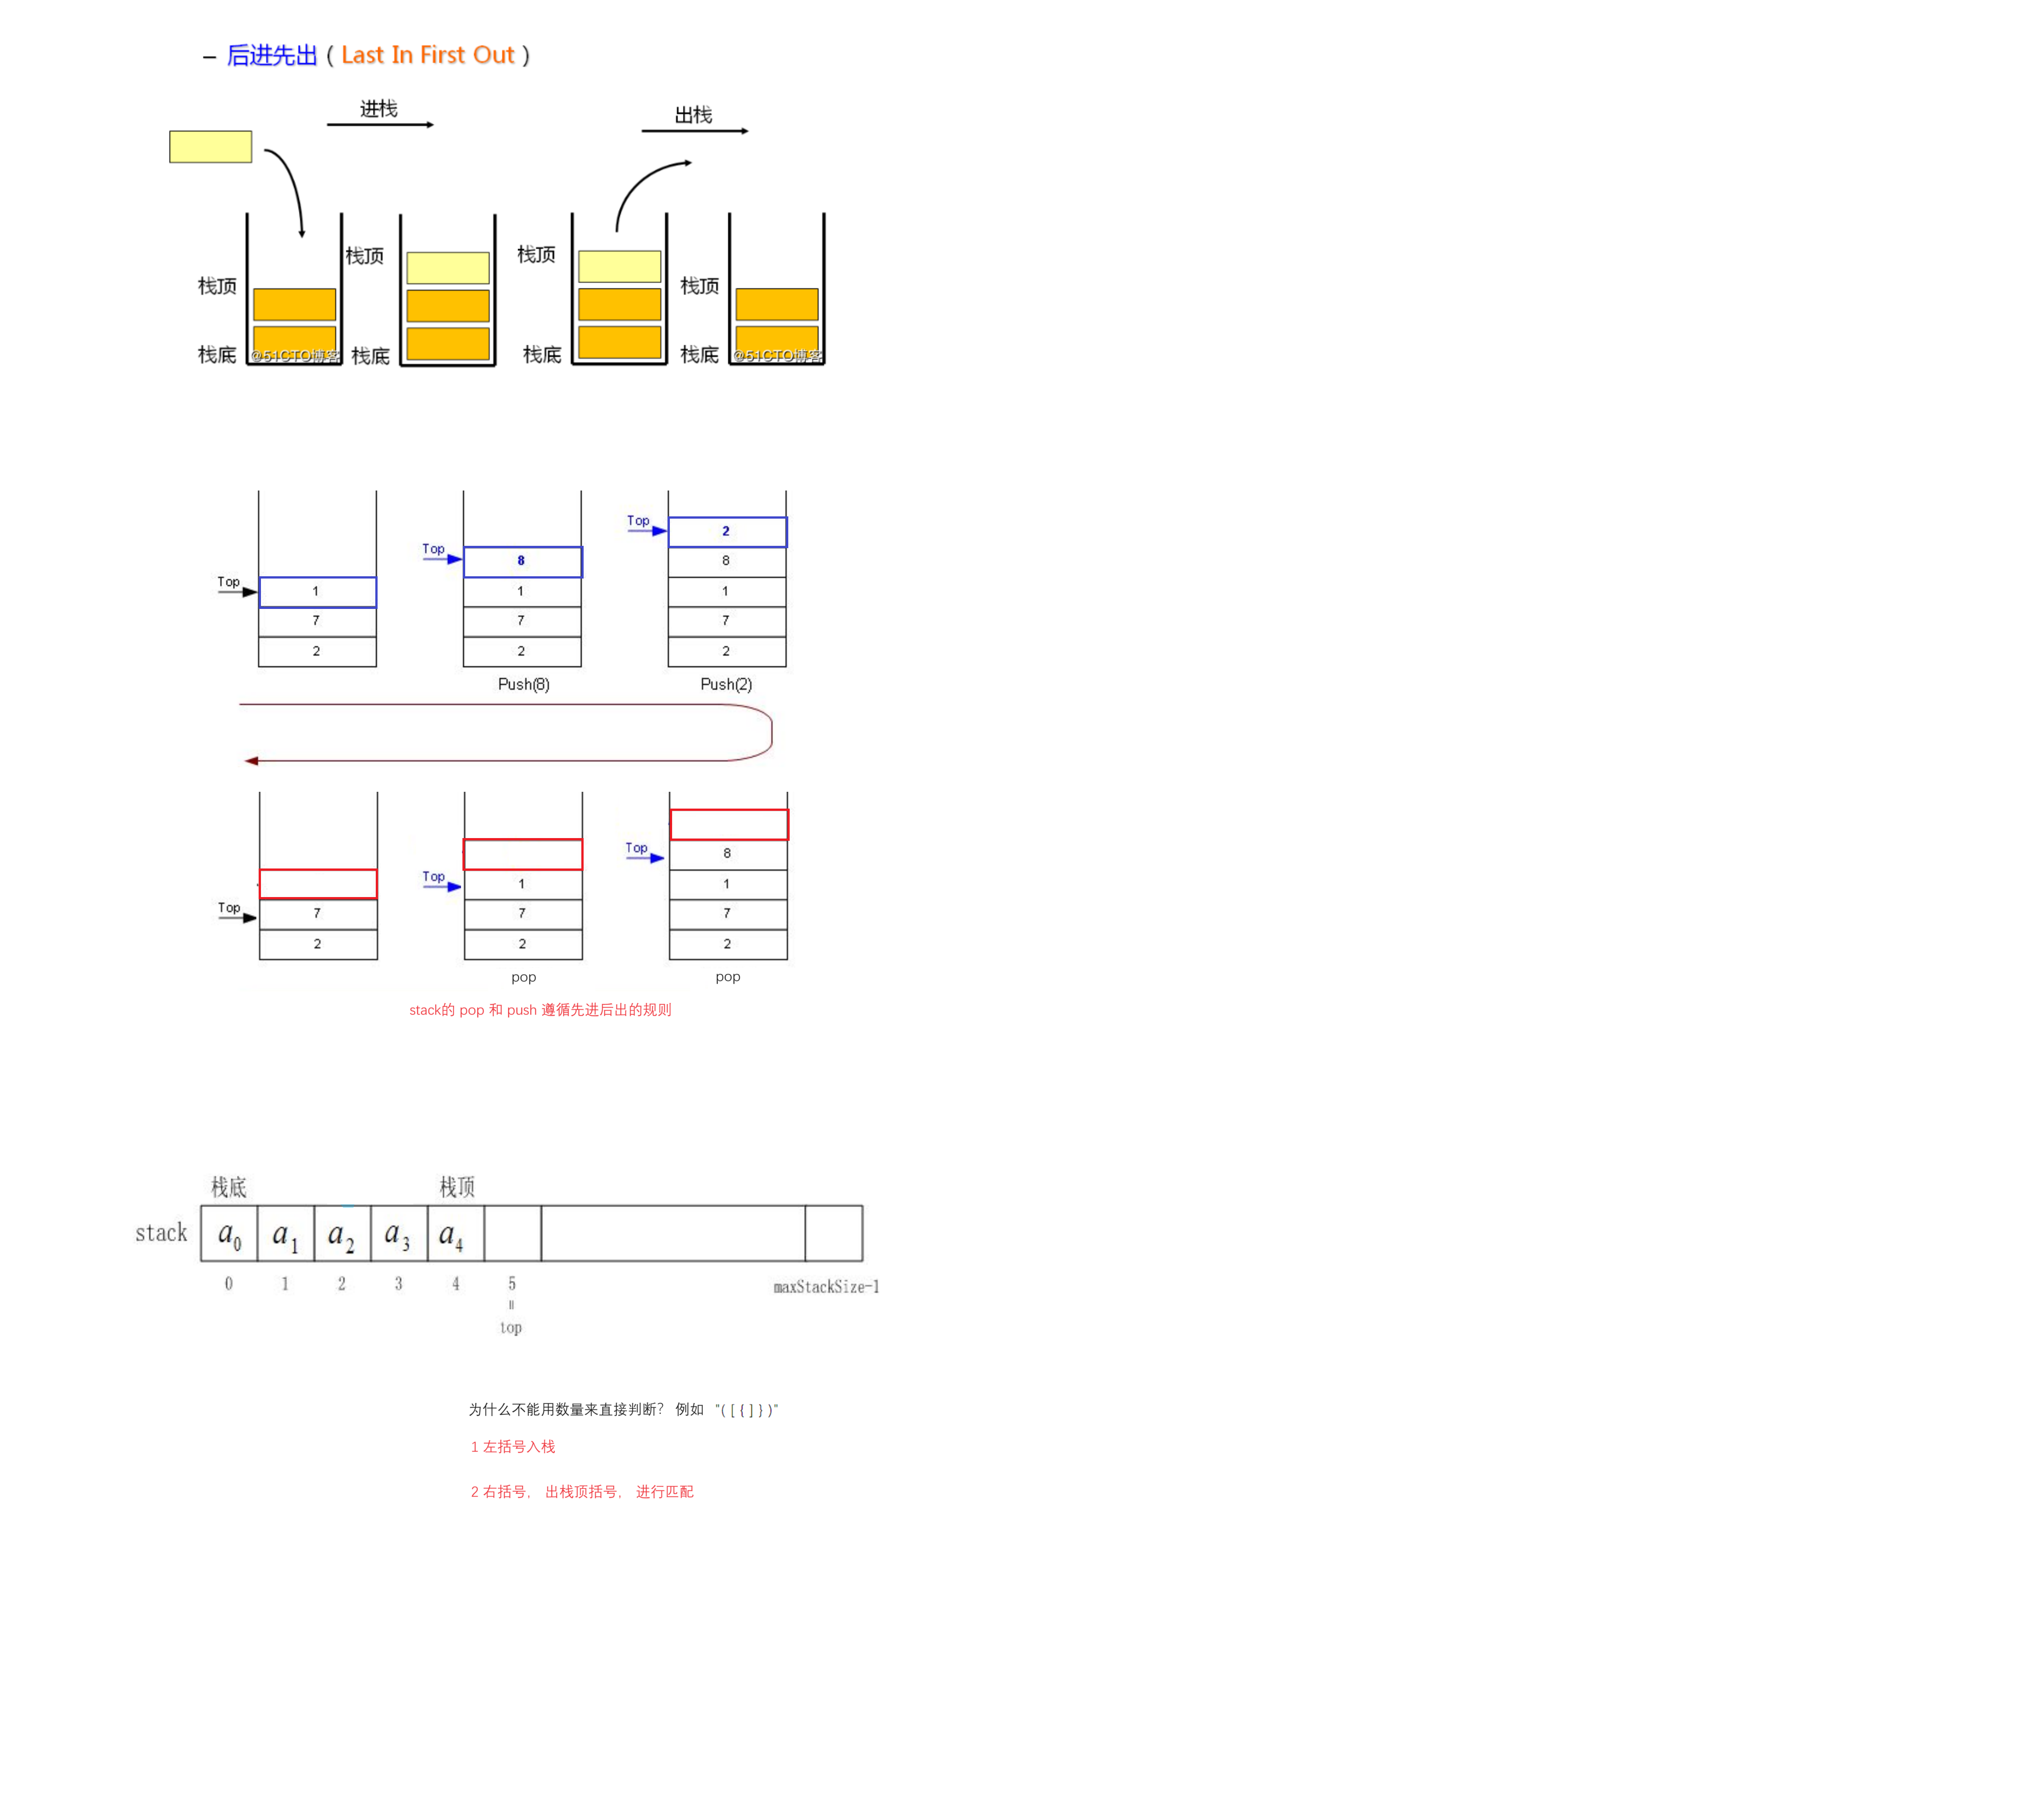 – 后进先出（Last In First Out）
进栈
出栈
栈顶
栈顶
栈顶
栈顶
栈底
@51CTO博客
栈底
栈底
栈底
@51CTO博客
Top
2
Top
8
8
Top
1
1
1
7
7
7
2
2
2
Push(8)
Push(2)
Top
8
Top
1
1
Top
7
7
7
2
2
2
pop
pop
stack的 pop 和 push 遵循先进后出的规则
栈底
栈顶
stack
a0
a1
a2
a3
a4
0
1
2
3
4
5
maxStackSize-1
=
top
为什么不能用数量来直接判断？ 例如 "( [ { ] } )"
1 左括号入栈
2 右括号， 出栈顶括号， 进行匹配